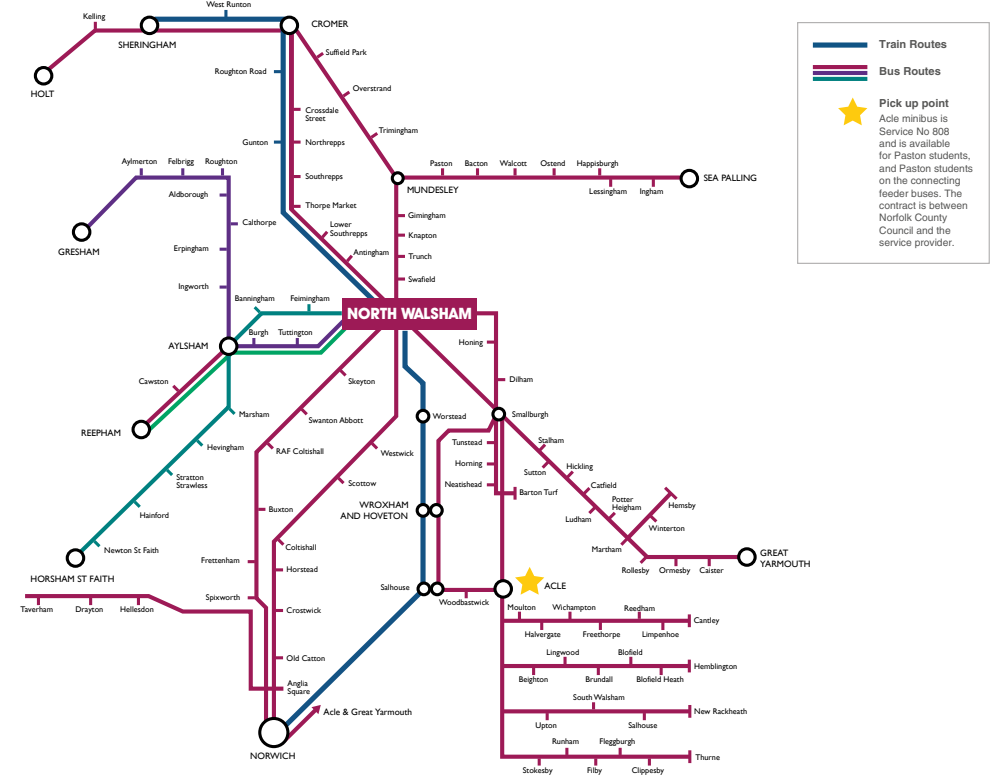 West Runton
Kelling
CROMER
SHERINGHAM
HOLT
Suffield Park
Roughton Road
Overstrand
Crossdale
Street
Trimingham
Gunton
Northrepps
Southrepps
Thorpe Market
Lower
Southrepps
Antingham
Aylmerton
Felbrigg
Roughton
Aldborough
Calthorpe
GRESHAM
Erpingham
Ingworth
Paston
Bacton
Walcott
Ostend
Happisburgh
SEA PALLING
MUNDESLEY
Lessingham
Ingham
Gimingham
Knapton
Trunch
Swafield
Train Routes
Bus Routes
Pick up point
Acle minibus is
Service No 808
and is available
for Paston students,
and Paston students
on the connecting
feeder buses. The
contract is between
Norfolk County
Council and the
service provider.
Banningham
Feimingham
NORTH WALSHAM
Burgh
Tuttington
AYLSHAM
Honing
Cawston
Skeyton
Dilham
REEPHAM
Marsham
Swanton Abbott
Worstead
Smallburgh
Hevingham
RAF Coltishall
Westwick
Tunstead
Stalham
Stratton
Strawless
Scottow
Horning
Sutton
Hickling
Neatishead
Catfield
Barton Turf
Hainford
Buxton
WROXHAM
AND HOVETON
Potter
Heigham
Hemsby
Ludham
Winterton
Newton St Faith
Coltishall
Martham
HORSHAM ST FAITH
Frettenham
Horstead
Rollesby
Ormesby
Caister
GREAT
YARMOUTH
Salhouse
Woodbastwick
ACLE
Spixworth
Taverham
Drayton
Hellesdon
Crostwick
Moulton
Wichampton
Reedham
Cantley
Halvergate
Freethorpe
Limpenhoe
Old Catton
Lingwood
Blofield
Hemblington
Beighton
Brundall
Blofield Heath
Anglia
Square
South Walsham
New Rackheath
Upton
Salhouse
Acle & Great Yarmouth
NORWICH
Runham
Fleggburgh
Thurne
Stokesby
Filby
Clippesby